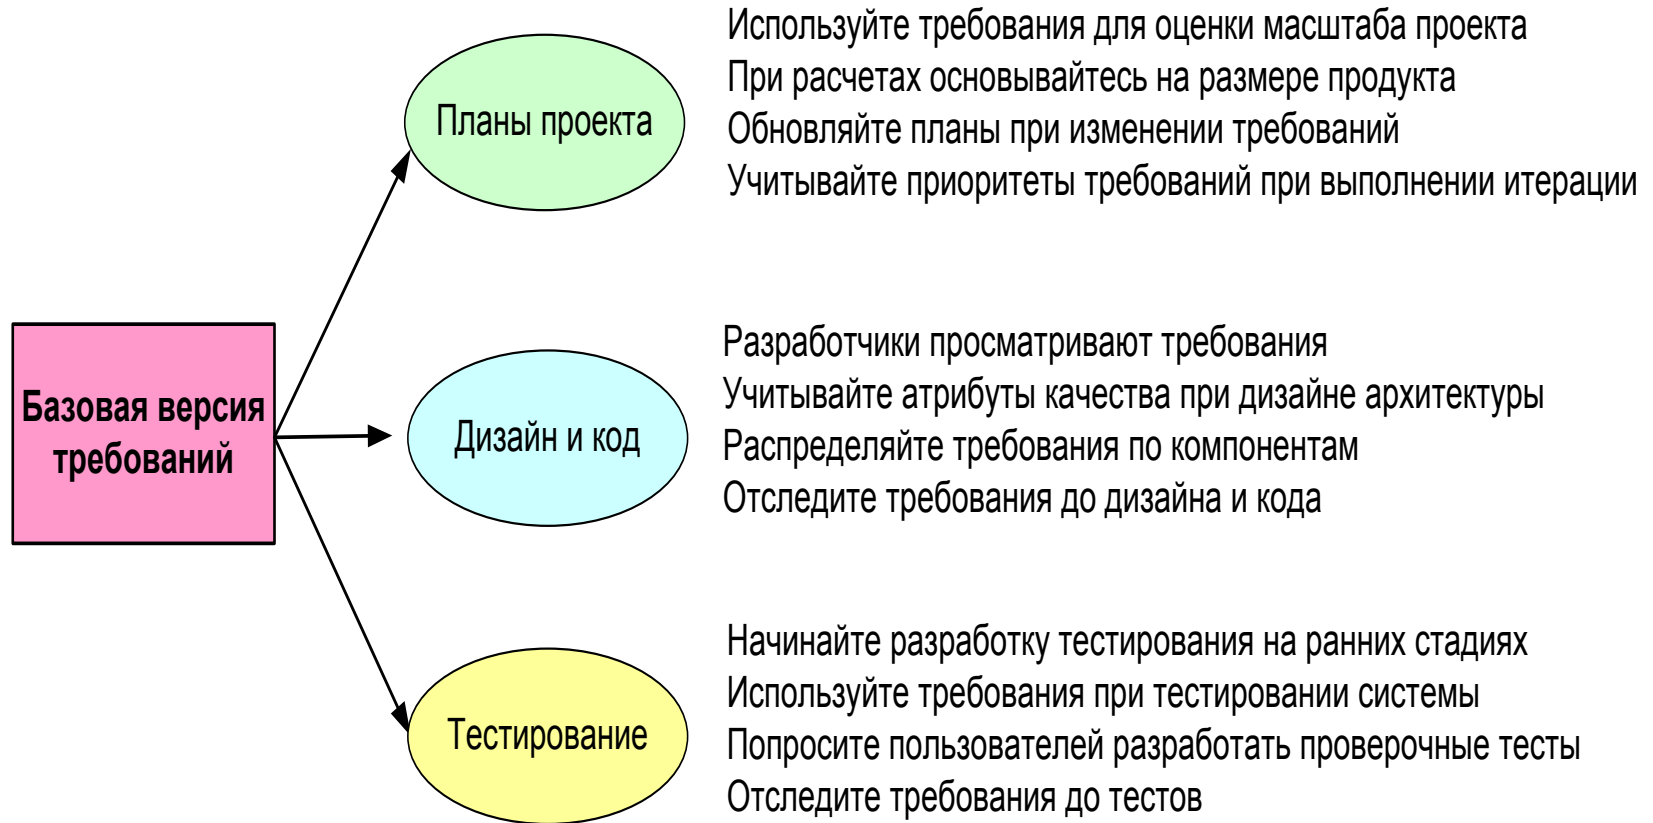 Используйте требования для оценки масштаба проекта
При расчетах основывайтесь на размере продукта
Планы проекта
Обновляйте планы при изменении требований
Учитывайте приоритеты требований при выполнении итерации
Базовая версия
требований
Разработчики просматривают требования
Учитывайте атрибуты качества при дизайне архитектуры
Дизайн и код
Распределяйте требования по компонентам
Отследите требования до дизайна и кода
Начинайте разработку тестирования на ранних стадиях
Используйте требования при тестировании системы
Тестирование
Попросите пользователей разработать проверочные тесты
Отследите требования до тестов